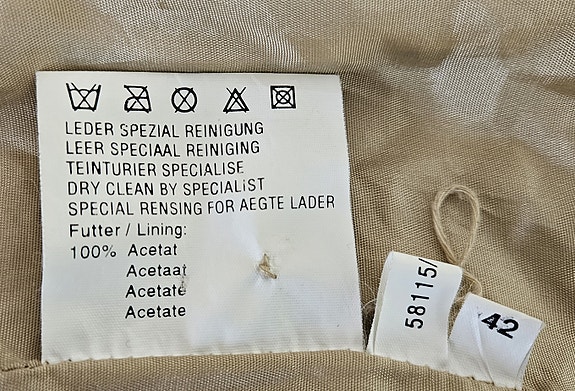 LEDER SPEZIAL REINIGUNG
LEER SPECIAAL REINIGING
TEINTURIER SPECIALISE
DRY CLEAN BY SPECIALIST
SPECIAL RENSING FOR AEGTE LADER
Futter / Lining:
100% Acetat
Acetaat
Acetate
Acetate
58115/
42